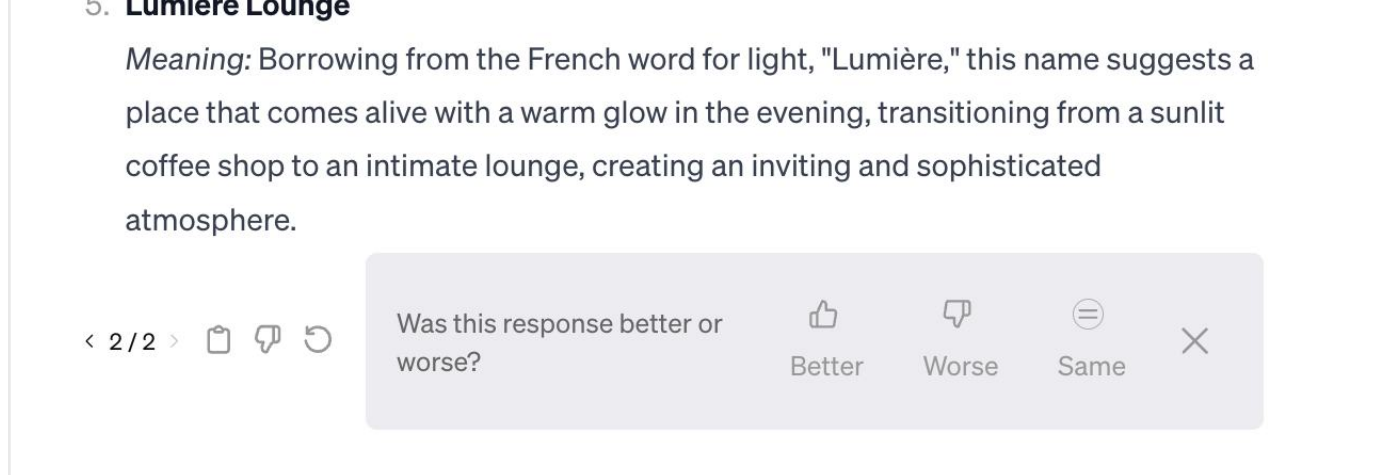 5. Lumière Lounge
Meaning: Borrowing from the French word for light, "Lumière," this name suggests a
place that comes alive with a warm glow in the evening, transitioning from a sunlit
coffee shop to an intimate lounge, creating an inviting and sophisticated
atmosphere.
< 2 / 2 >
Was this response better or
worse?
Better Worse Same